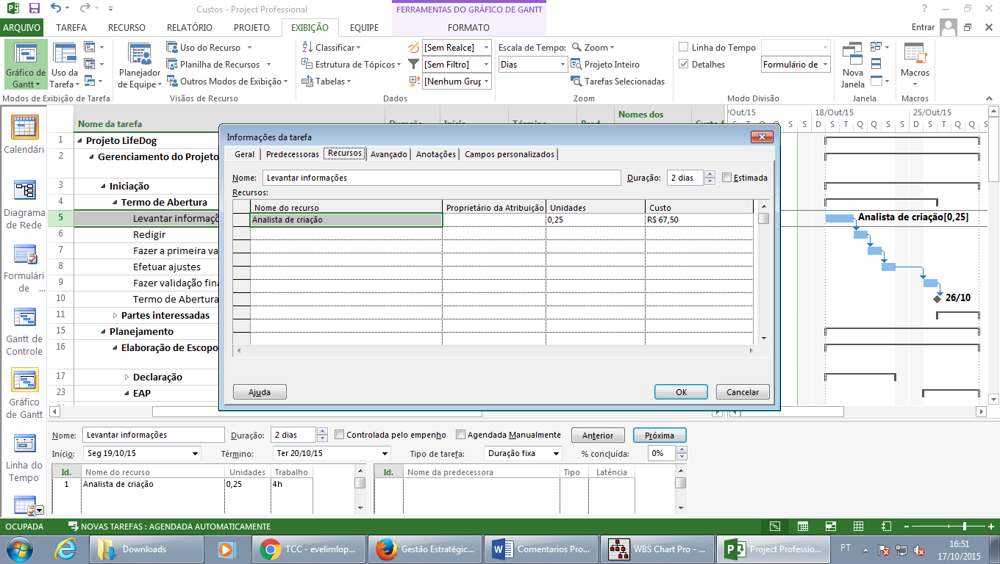 Custos - Project Professional
FERRAMENTAS DO GRÁFICO DE GANTT
ARQUIVO TAREFA RECURSO RELATÓRIO PROJETO EXIBIÇÃO EQUIPE FORMATO Entrar
Gráfico de Gantt
Uso da Tarefa
Modos de Exibição de Tarefa
Planejador de Equipe
Uso do Recurso
Planilha de Recursos
Outros Modos de Exibição
Visões de Recurso
Classificar
Estrutura de Tópicos
Tabelas
[Sem Realce]
[Sem Filtro]
[Nenhum Grup
Dados
Escala de Tempo:
Dias
Zoom
Projeto Inteiro
Tarefas Selecionadas
Zoom
Linha do Tempo
Detalhes
Formulário de
Modo Divisão
Nova Janela
Janela
Macros
Macros
Calendári
Diagrama de Rede
Formulári de ...
Gantt de Controle
Gráfico de Gantt
Linha do Tempo
Nome da tarefa
Nomes dos
/Out/15 18/Out/15 25/Out/15
S S D S T Q Q S S D S T Q Q S
1 Projeto LifeDog
2 Gerenciamento do Projeto
3 Iniciação
4 Termo de Abertura
5 Levantar informaçõ
6 Redigir
7 Fazer a primeira va
8 Efetuar ajustes
9 Fazer validação fina
10 Termo de Abertura
11 Partes interessadas
15 Planejamento
16 Elaboração de Escopo
17 Declaração
23 EAP
Analista de criação[0,25]
26/10
Informações da tarefa
Geral Predecessoras Recursos Avançado Anotações Campos personalizados
Nome: Levantar informações Duração: 2 dias Estimada
Recursos:
Nome do recurso Proprietário da Atribuição Unidades Custo
Analista de criação 0,25 R$ 67,50
Ajuda OK Cancelar
Nome: Levantar informações Duração: 2 dias Controlada pelo empenho Agendada Manualmente Anterior Próxima
Início: Seg 19/10/15 Término: Ter 20/10/15 Tipo de tarefa: Duração fixa % concluída: 0%
Id. Nome do recurso Unidades Trabalho Id. Nome da predecessora Tipo Latência
1 Analista de criação 0,25 4h
OCUPADA NOVAS TAREFAS : AGENDADA AUTOMATICAMENTE
Downloads TCC - evelimlop... Gestão Estratégic... Comentarios Pro... WBS Chart Pro - ... Project Professio... PT 16:51
17/10/2015